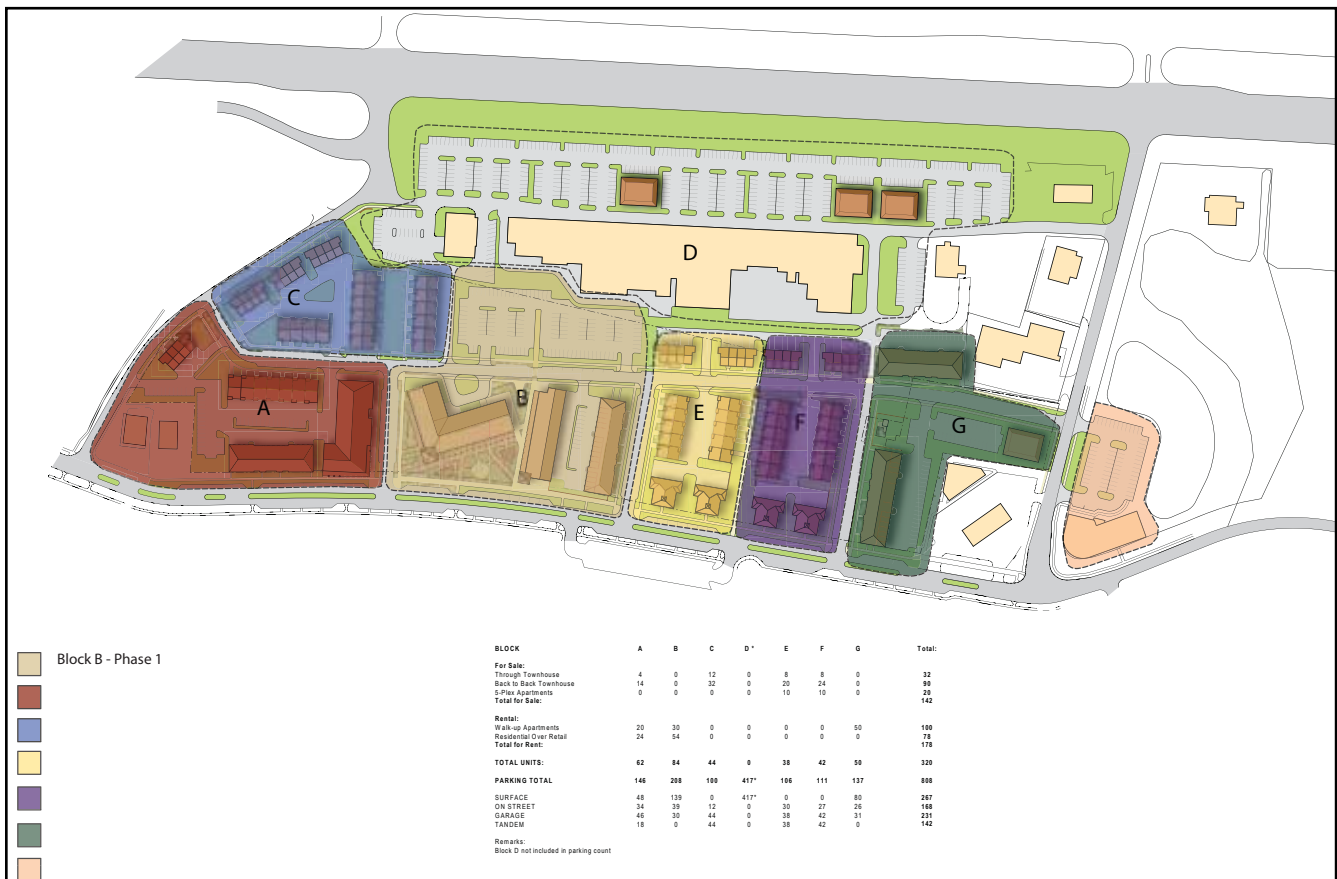 D
C
A
B
E
F
G
Block B - Phase 1
BLOCK A B C D * E F G Total:
For Sale:
Through Townhouse 4 0 12 0 8 8 0 32
Back to Back Townhouse 14 0 32 0 20 24 0 90
5-Plex Apartments 0 0 0 0 10 10 0 20
Total for Sale: 142
Rental:
Walk-up Apartments 20 30 0 0 0 0 50 100
Residential Over Retail 24 54 0 0 0 0 0 78
Total for Rent: 178
TOTAL UNITS: 62 84 44 0 38 42 50 320
PARKING TOTAL 146 208 100 417* 106 111 137 808
SURFACE 48 139 0 417* 0 0 80 267
ON STREET 34 39 12 0 30 27 26 168
GARAGE 46 30 44 0 38 42 31 231
TANDEM 18 0 44 0 38 42 0 142
Remarks:
Block D not included in parking count